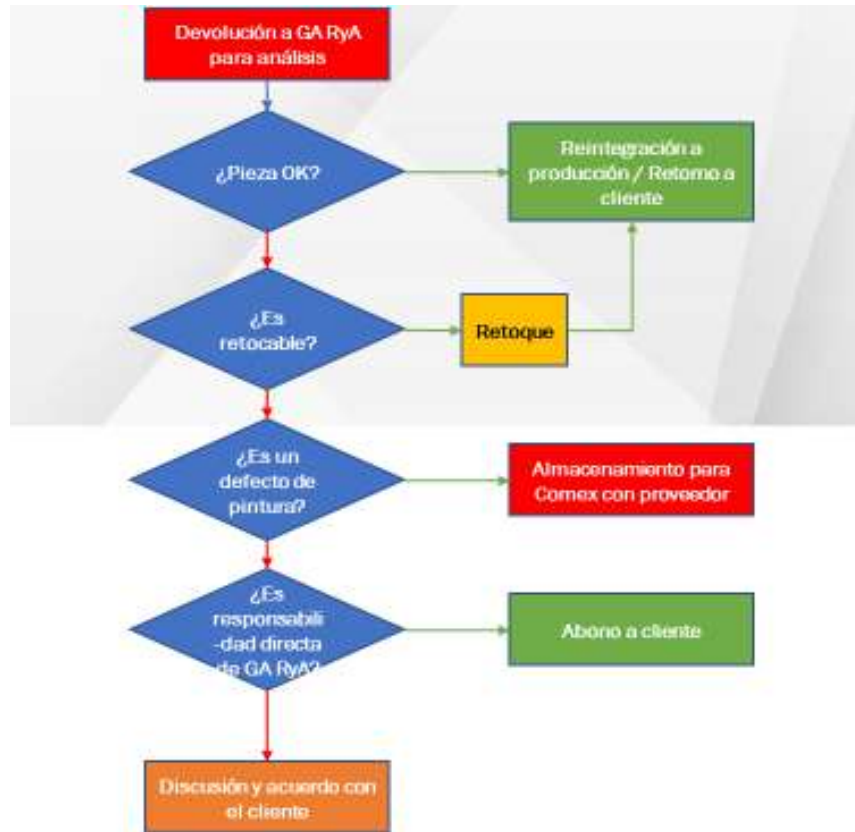 Devolución a GA RyA
para análisis
¿Pieza OK?
Reintegración a
producción / Retorno a
cliente
¿Es
retocable?
Retoque
¿Es un
defecto de
pintura?
Almacenamiento para
Comex con proveedor
¿Es
responsabili
-dad directa
de GA RyA?
Abono a cliente
Discusión y acuerdo con
el cliente